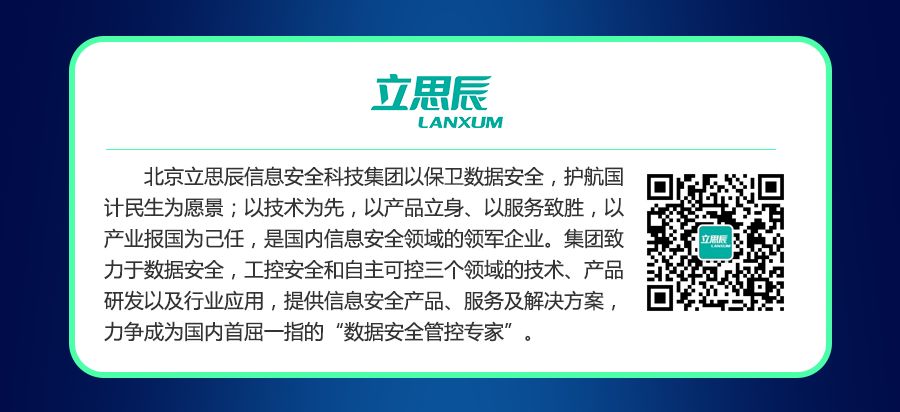 立思辰
LANXUM
北京立思辰信息安全科技集团以保卫数据安全，护航国
计民生为愿景；以技术为先，以产品立身、以服务致胜，以
产业报国为己任，是国内信息安全领域的领军企业。集团致
力于数据安全，工控安全和自主可控三个领域的技术、产品
研发以及行业应用，提供信息安全产品、服务及解决方案，
力争成为国内首屈一指的“数据安全管控专家”。
立思辰
LANXUM